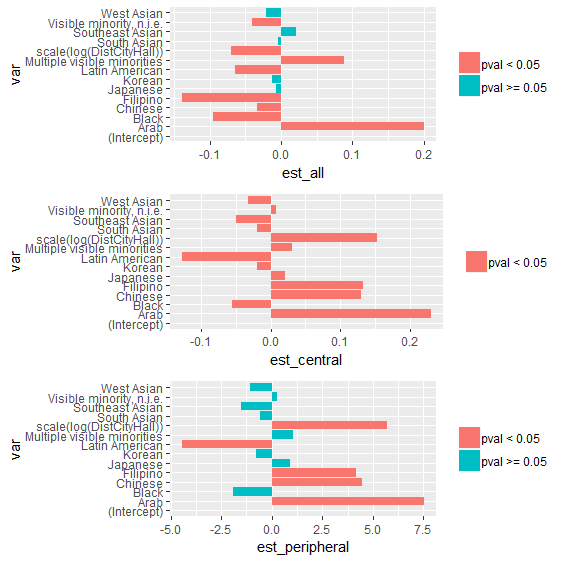 West Asian
Visible minority, n.i.e.
Southeast Asian
South Asian
scale(log(DistCityHall))
Multiple visible minorities
Latin American
Korean
Japanese
Filipino
Chinese
Black
Arab
(Intercept)
var
-0.1 0.0 0.1 0.2
est_all
pval < 0.05
pval >= 0.05
West Asian
Visible minority, n.i.e.
Southeast Asian
South Asian
scale(log(DistCityHall))
Multiple visible minorities
Latin American
Korean
Japanese
Filipino
Chinese
Black
Arab
(Intercept)
var
-0.1 0.0 0.1 0.2
est_central
pval < 0.05
West Asian
Visible minority, n.i.e.
Southeast Asian
South Asian
scale(log(DistCityHall))
Multiple visible minorities
Latin American
Korean
Japanese
Filipino
Chinese
Black
Arab
(Intercept)
var
-5.0 -2.5 0.0 2.5 5.0 7.5
est_peripheral
pval < 0.05
pval >= 0.05